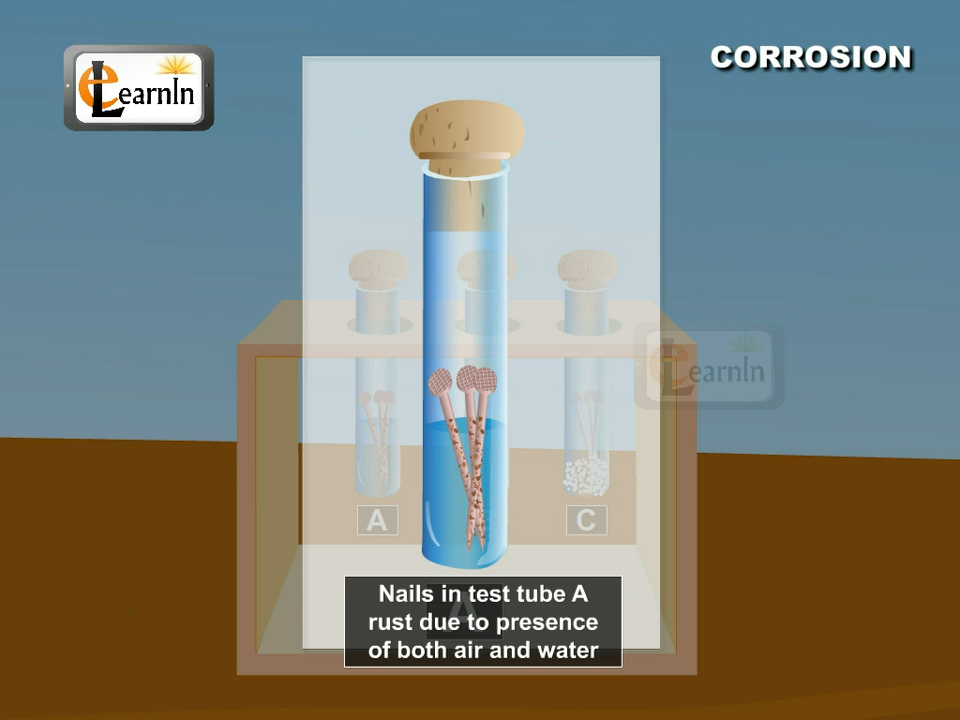 eLearnIn
CORROSION
eLearnIn
A
C
A
Nails in test tube A
rust due to presence
of both air and water